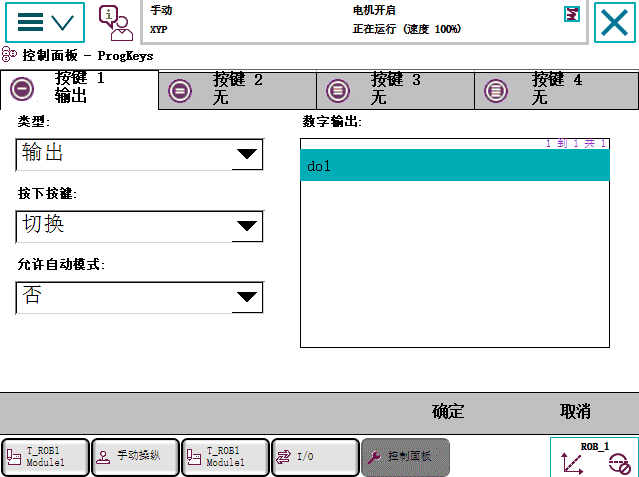 手动
XYP
电机开启
正在运行 (速度 100%)
控制面板 - ProgKeys
按键 1
输出
按键 2
无
按键 3
无
按键 4
无
类型:
输出
按下按键:
切换
允许自动模式:
否
数字输出:
1 到 1 共 1
do1
确定
取消
T_ROB1
Module1
手动操纵
T_ROB1
Module1
I/O
控制面板
ROB_1